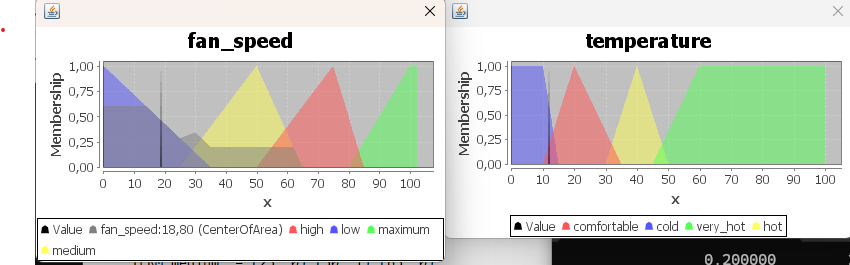 fan_speed
Membership
1,00
0,75
0,50
0,25
0,00
0 10 20 30 40 50 60 70 80 90 100
x
Value fan_speed:18,80 (CenterOfArea) high low maximum
medium
temperature
Membership
1,00
0,75
0,50
0,25
0,00
0 10 20 30 40 50 60 70 80 90 100
x
Value comfortable cold very_hot hot
0.200000